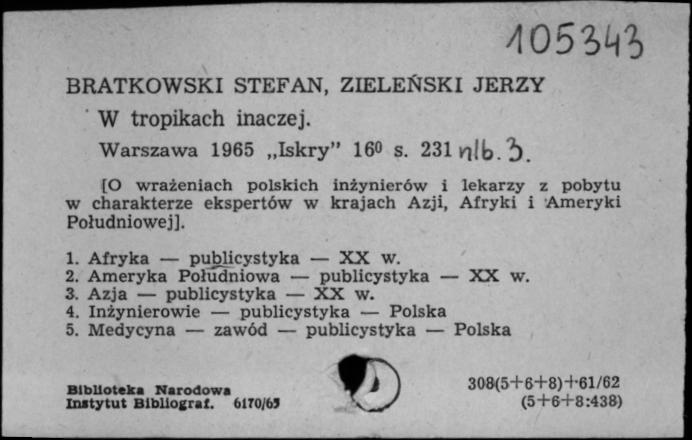 105343
BRATKOWSKI STEFAN, ZIELEŃSKI JERZY
W tropikach inaczej.
Warszawa 1965 „Iskry” 16⁰ s. 231 nlb. 3.
[O wrażeniach polskich inżynierów i lekarzy z pobytu
w charakterze ekspertów w krajach Azji, Afryki i Ameryki
Południowej].
1. Afryka — publicystyka — XX w.
2. Ameryka Południowa — publicystyka — XX w.
3. Azja — publicystyka — XX w.
4. Inżynierowie — publicystyka — Polska
5. Medycyna — zawód — publicystyka — Polska
Biblioteka Narodowa
Instytut Bibliograf. 6170/65
308(5+6+8)+61/62
(5+6+8:438)